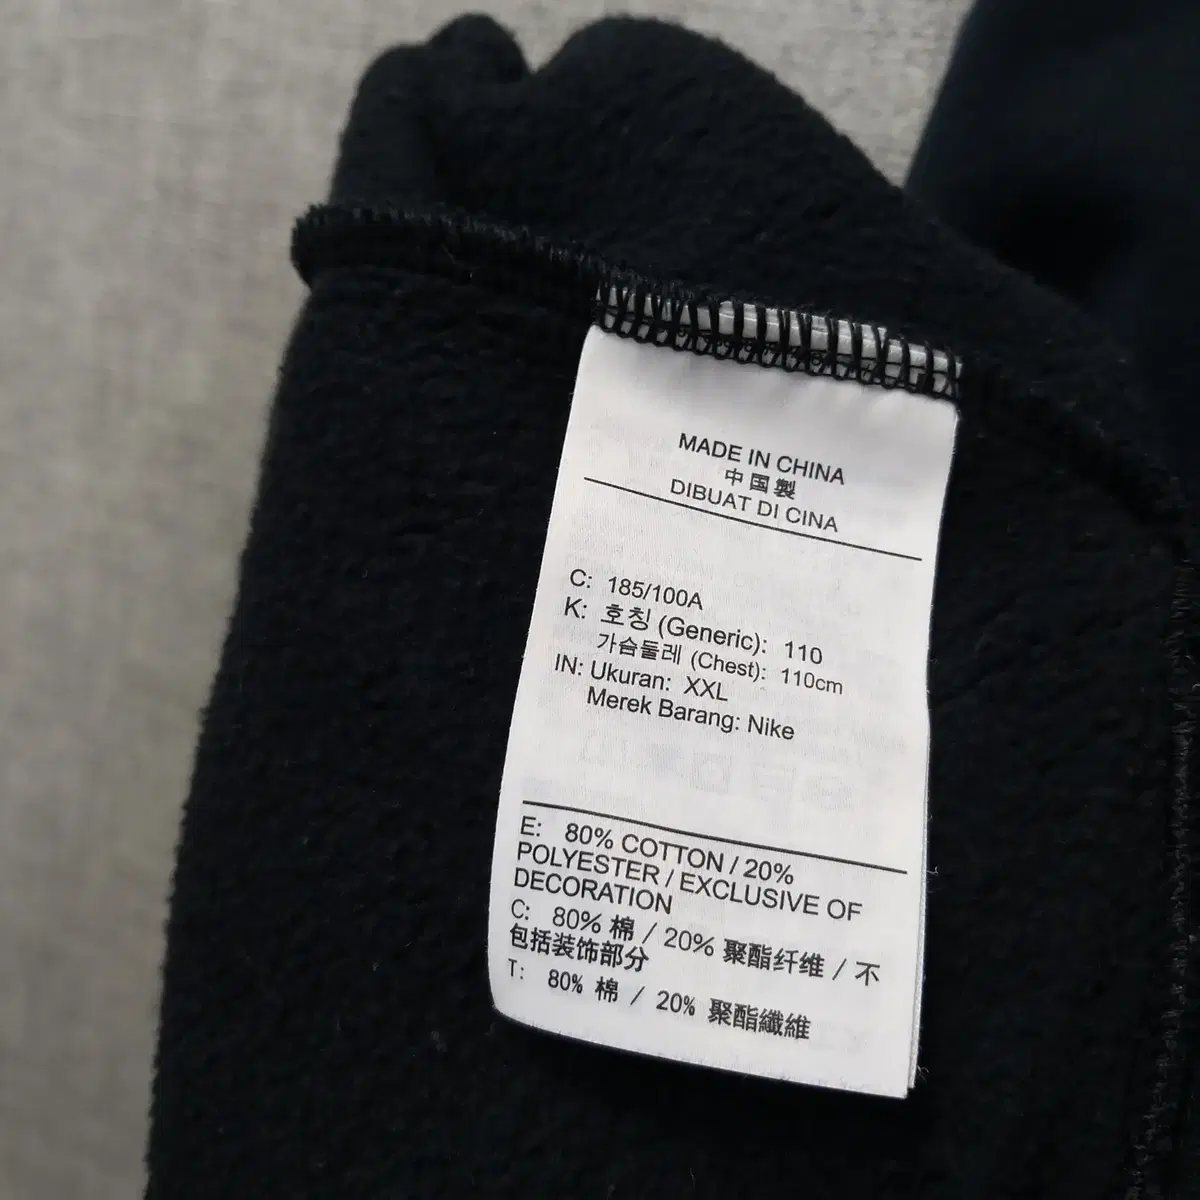 MADE IN CHINA
中国製
DIBUAT DI CINA
C: 185/100A
K: 호칭 (Generic): 110
가슴둘레 (Chest): 110cm
IN: Ukuran: XXL
Merek Barang: Nike
E: 80% COTTON / 20%
POLYESTER / EXCLUSIVE OF
DECORATION
C: 80% 棉 / 20% 聚酯纤维 / 不
包括装饰部分
T: 80% 棉 / 20% 聚酯纖維